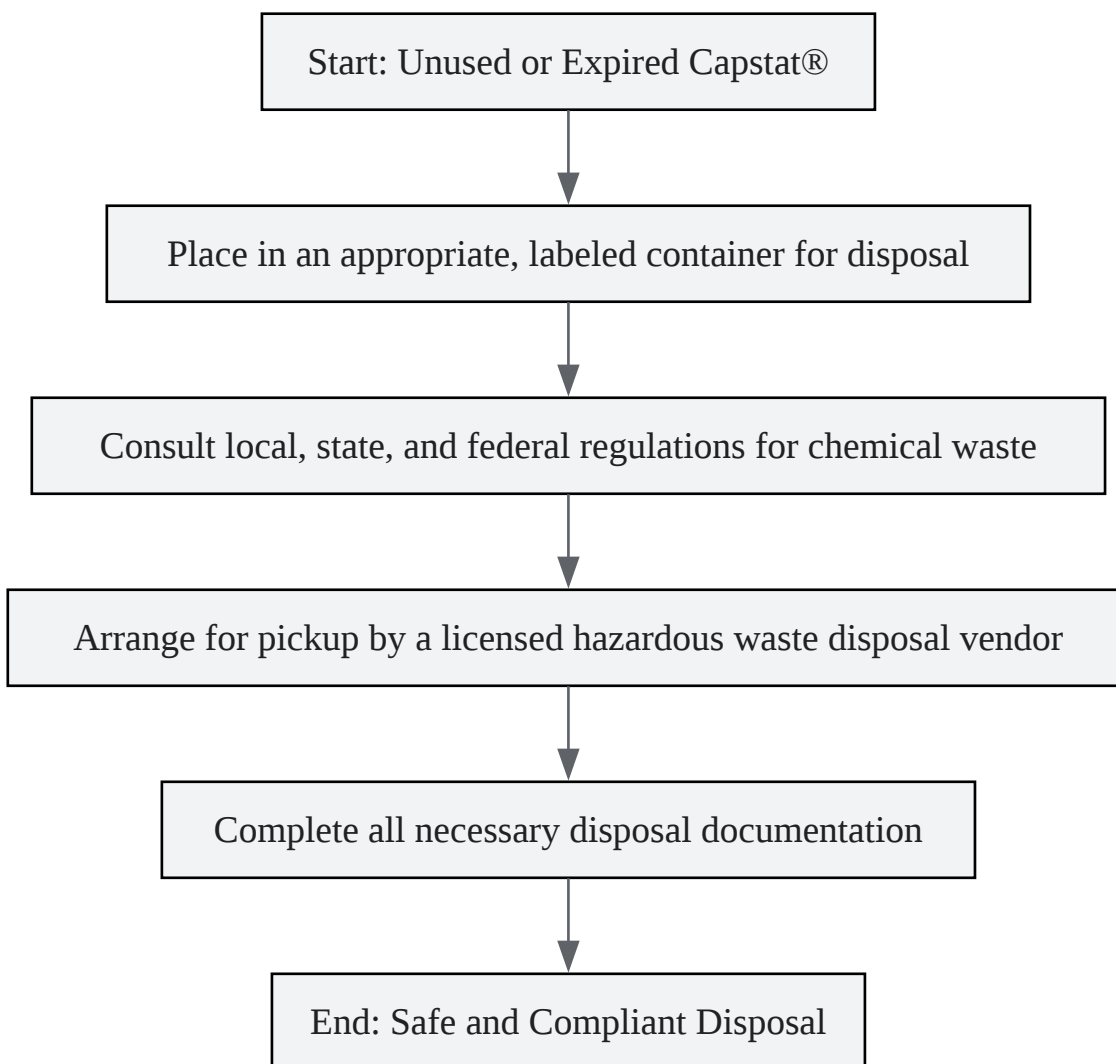 Start: Unused or Expired Capstat®
Place in an appropriate, labeled container for disposal
Consult local, state, and federal regulations for chemical waste
Arrange for pickup by a licensed hazardous waste disposal vendor
Complete all necessary disposal documentation
End: Safe and Compliant Disposal